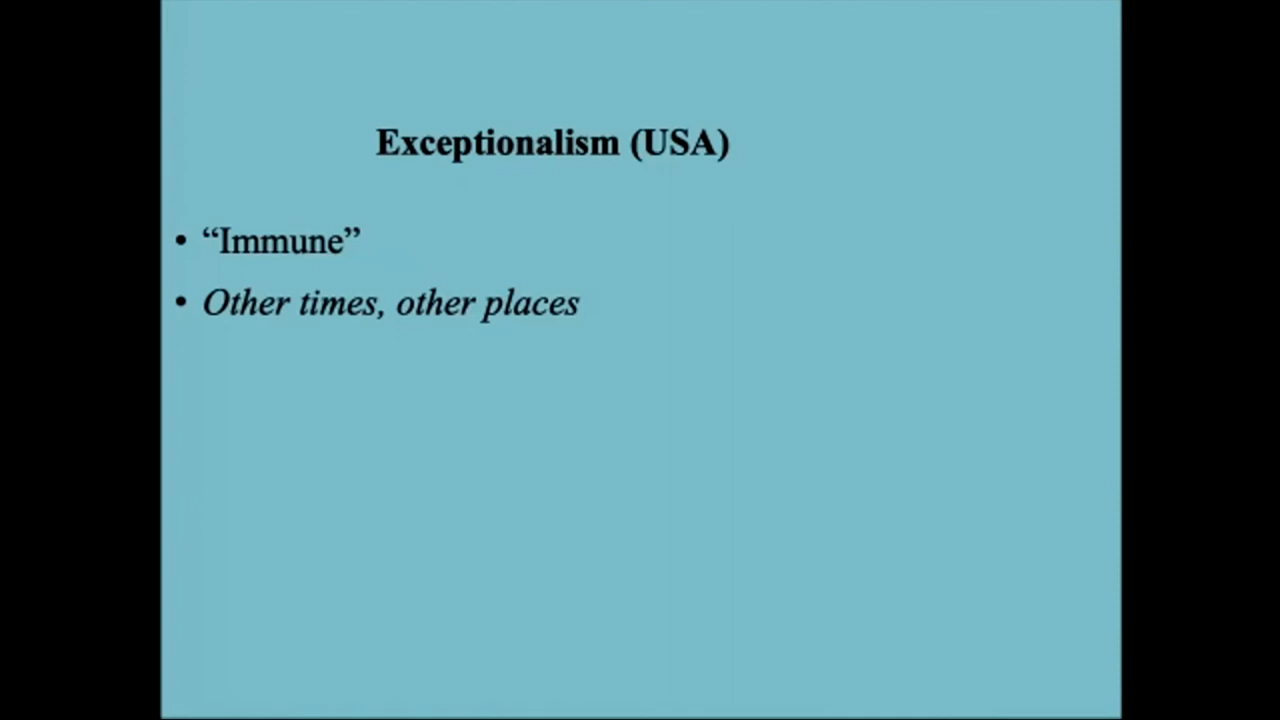 Exceptionalism (USA)
• “Immune”
• Other times, other places